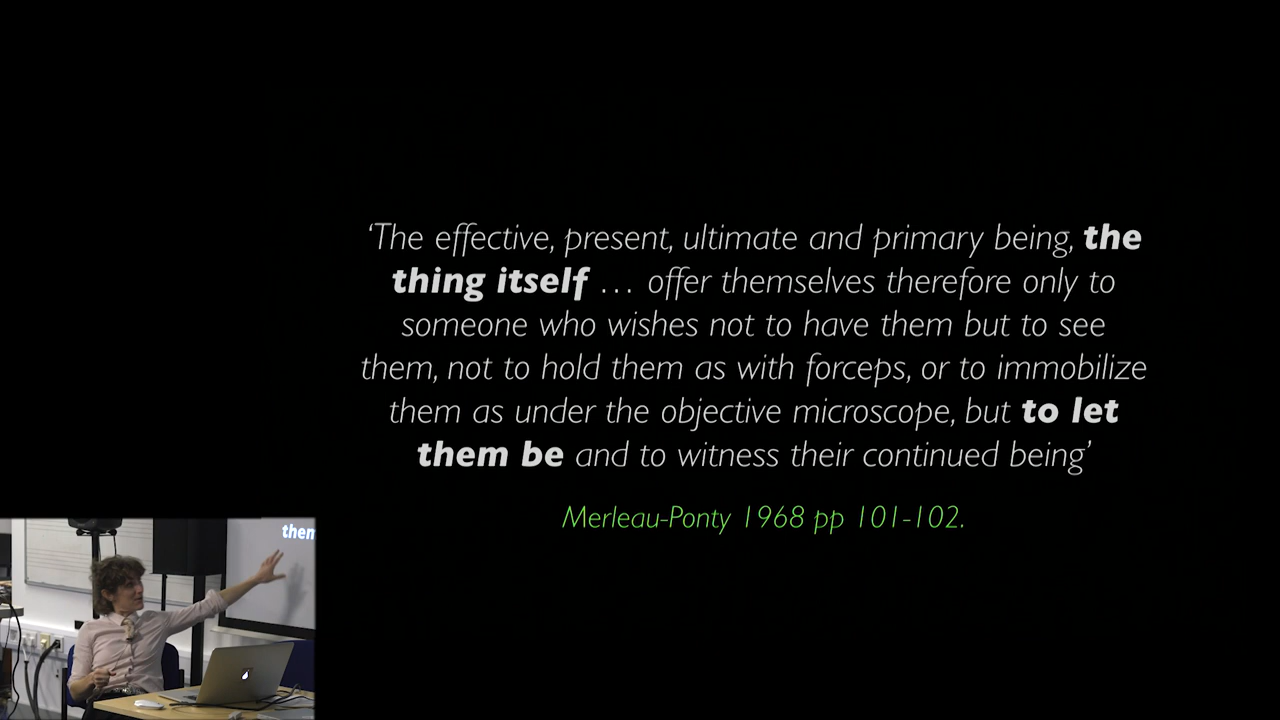 ‘The effective, present, ultimate and primary being, the
thing itself … offer themselves therefore only to
someone who wishes not to have them but to see
them, not to hold them as with forceps, or to immobilize
them as under the objective microscope, but to let
them be and to witness their continued being’
Merleau-Ponty 1968 pp 101-102.
them